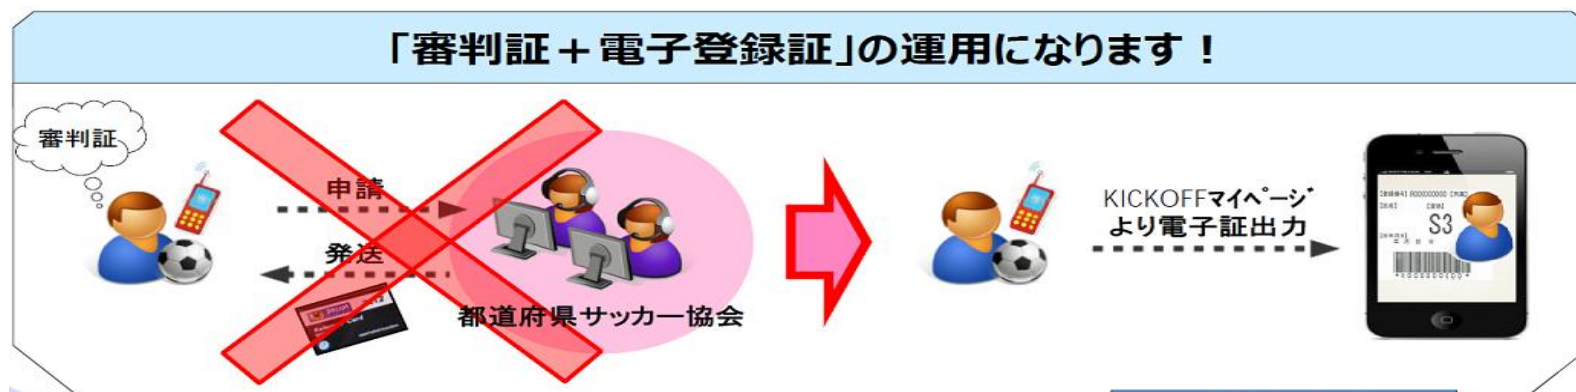 「審判証＋電子登録証」の運用になります！
審判証
申請
発送
都道府県サッカー協会
KICKOFFマイページ
より電子証出力
S3